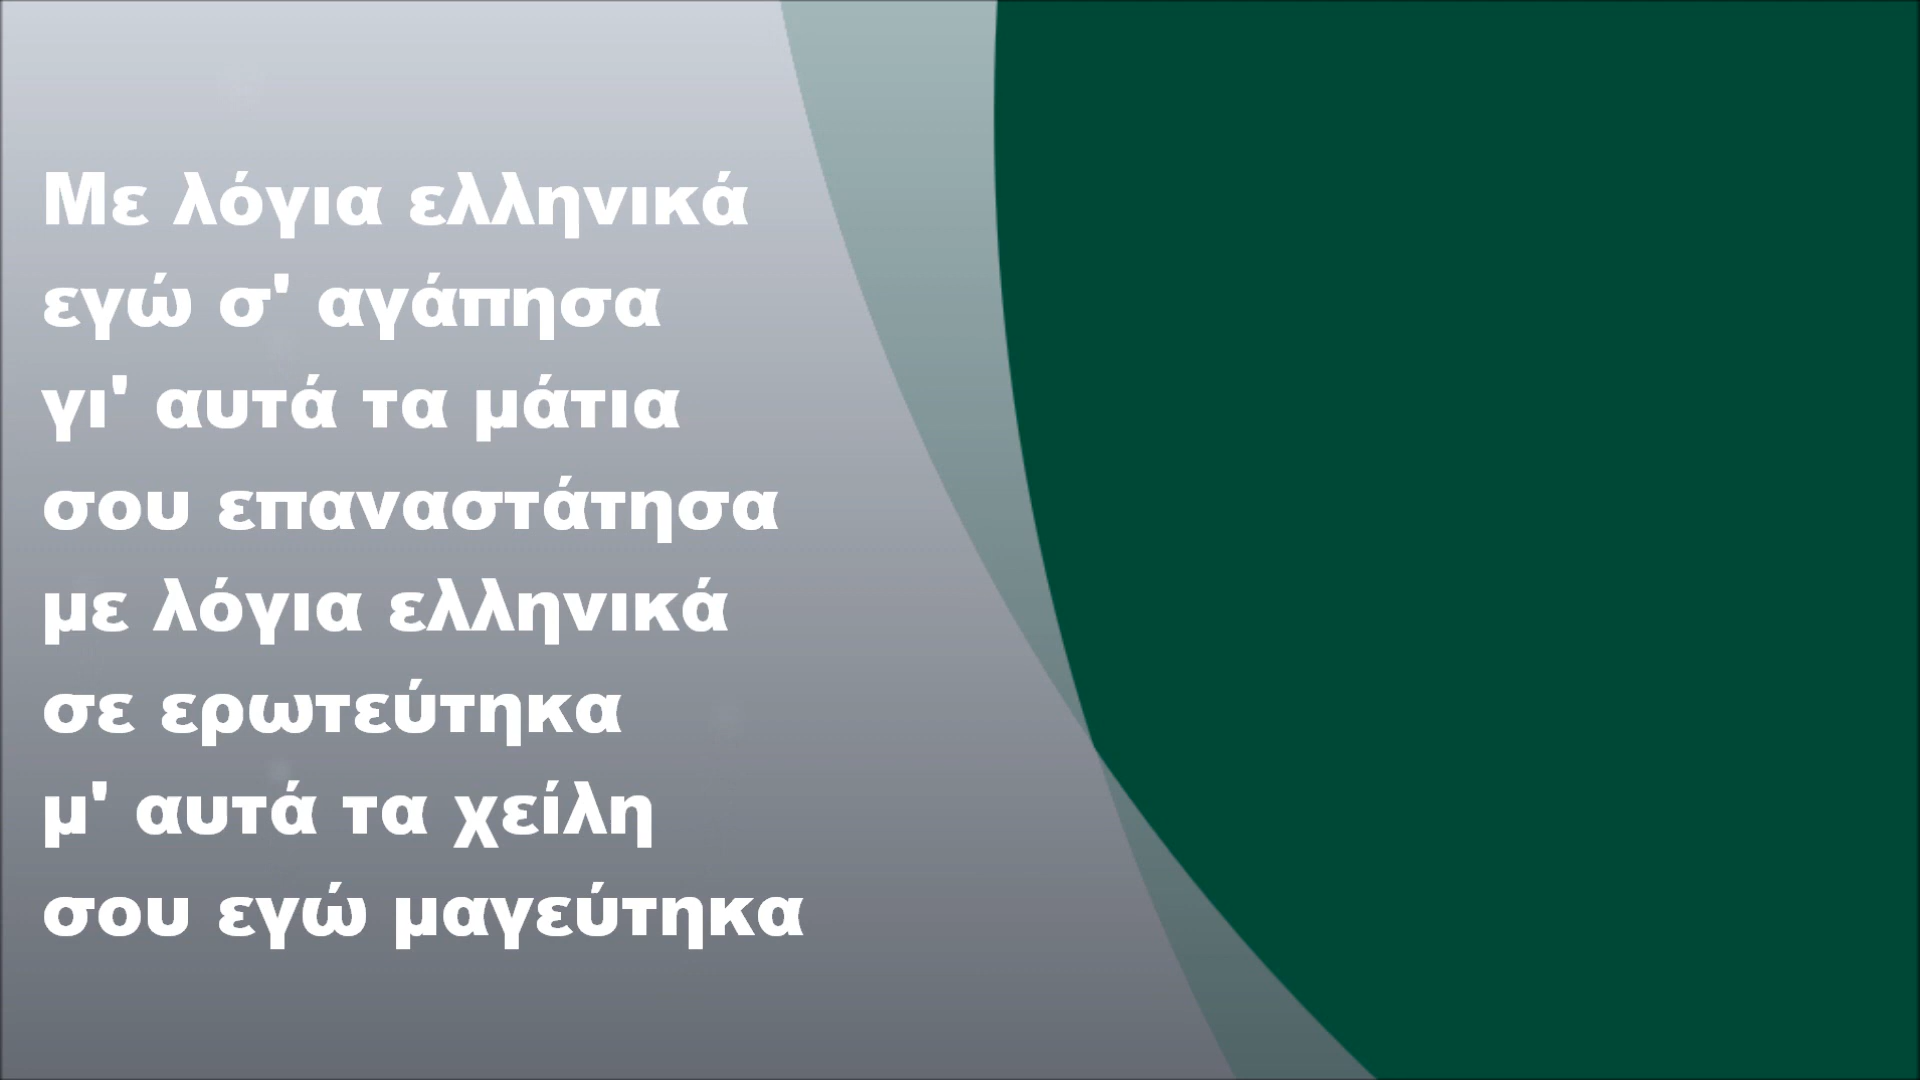 Με λόγια ελληνικά
εγώ σ' αγάπησα
γι' αυτά τα μάτια
σου επαναστάτησα
με λόγια ελληνικά
σε ερωτεύτηκα
μ' αυτά τα χείλη
σου εγώ μαγεύτηκα